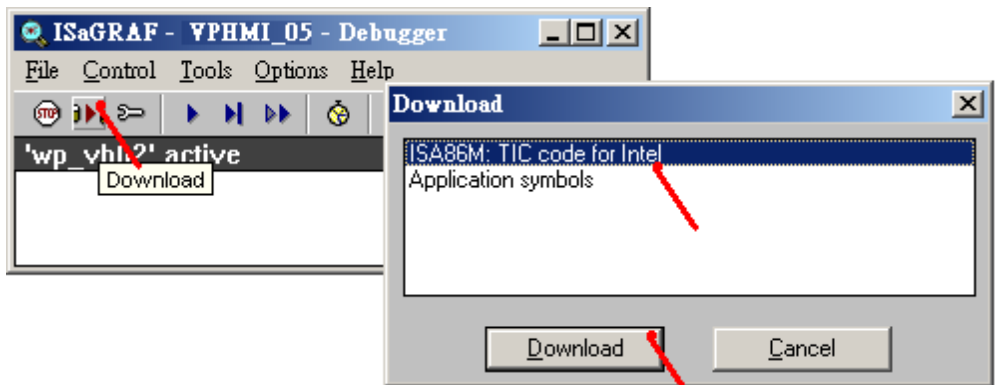 ISaGRAF - VPHMI_05 - Debugger
File Control Tools Options Help
STOP
active
Download
Download
ISA86M: TIC code for Intel
Application symbols
Download
Cancel